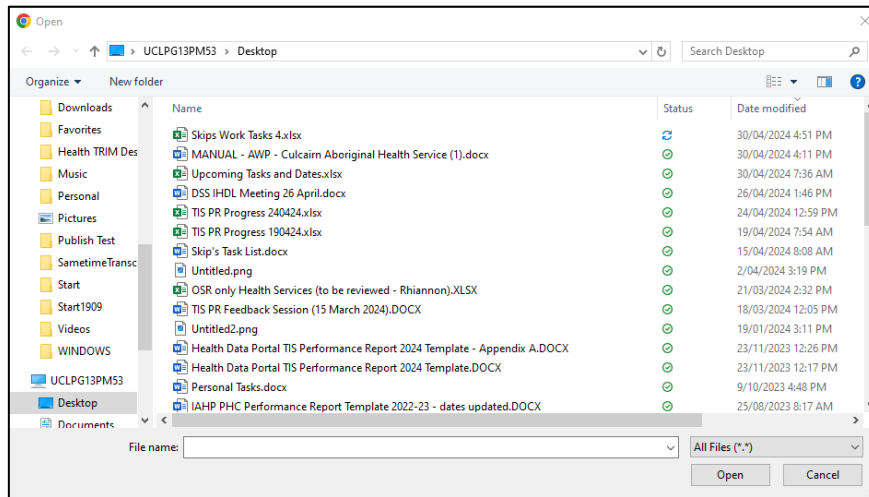 Open
UCLPG13PM53 > Desktop
Search Desktop
Organize
New folder
Downloads
Favorites
Health TRIM Des
Music
Personal
Pictures
Publish Test
SametimeTransc
Start
Start1909
Videos
WINDOWS
UCLPG13PM53
Desktop
Documents
Name Status Date modified
Skips Work Tasks 4.xlsx 30/04/2024 4:51 PM
MANUAL - AWP - Culcairn Aboriginal Health Service (1).docx 30/04/2024 4:11 PM
Upcoming Tasks and Dates.xlsx 30/04/2024 7:36 AM
DSS IHDL Meeting 26 April.docx 26/04/2024 1:46 PM
TIS PR Progress 240424.xlsx 24/04/2024 12:59 PM
TIS PR Progress 190424.xlsx 19/04/2024 7:54 AM
Skip's Task List.docx 15/04/2024 8:08 AM
Untitled.png 2/04/2024 3:19 PM
OSR only Health Services (to be reviewed - Rhiannon).XLSX 21/03/2024 2:32 PM
TIS PR Feedback Session (15 March 2024).DOCX 18/03/2024 12:05 PM
Untitled2.png 19/01/2024 3:11 PM
Health Data Portal TIS Performance Report 2024 Template - Appendix A.DOCX 23/11/2023 12:26 PM
Health Data Portal TIS Performance Report 2024 Template.DOCX 23/11/2023 12:17 PM
Personal Tasks.docx 9/10/2023 4:48 PM
IAHP PHC Performance Report Template 2022-23 - dates updated.DOCX 25/08/2023 8:17 AM
File name:
All Files (*.*)
Open
Cancel